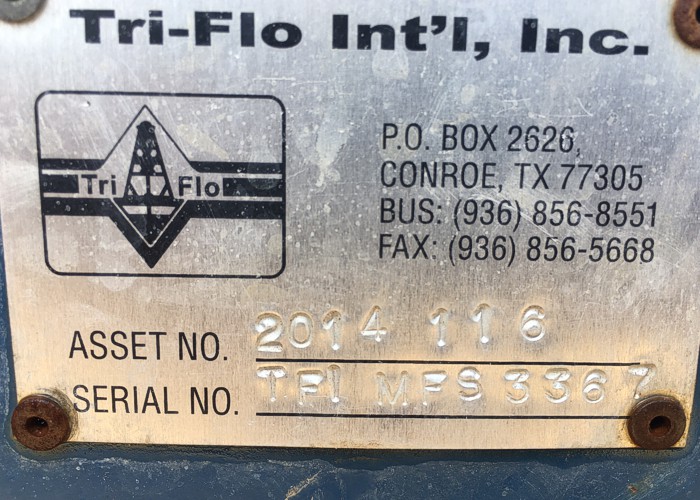 Tri-Flo Int'l, Inc.
Tri Flo
P.O. BOX 2626,
CONROE, TX 77305
BUS: (936) 856-8551
FAX: (936) 856-5668
ASSET NO. 2014 116
SERIAL NO. TFI MFS 3367